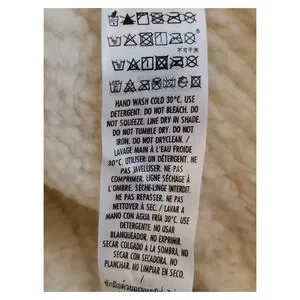 不可干洗
HAND WASH COLD 30°C. USE
DETERGENT. DO NOT BLEACH. DO
NOT SQUEEZE. LINE DRY IN SHADE.
DO NOT TUMBLE DRY. DO NOT
IRON. DO NOT DRYCLEAN. /
LAVAGE MAIN À L'EAU FROIDE
30°C. UTILISER UN DÉTERGENT. NE
PAS JAVELLISER. NE PAS
COMPRIMER. LIGNE SÉCHAGE À
L'OMBRE. SÈCHE-LINGE INTERDIT.
NE PAS REPASSER. NE PAS
NETTOYER À SEC. / LAVAR A
MANO CON AGUA FRÍA 30°C. USE
DETERGENTE. NO USAR
BLANQUEADOR. NO EXPRIMIR.
SECAR COLGADO A LA SOMBRA. NO
SECAR CON SECADORA. NO
PLANCHAR. NO LIMPIAR EN SECO.